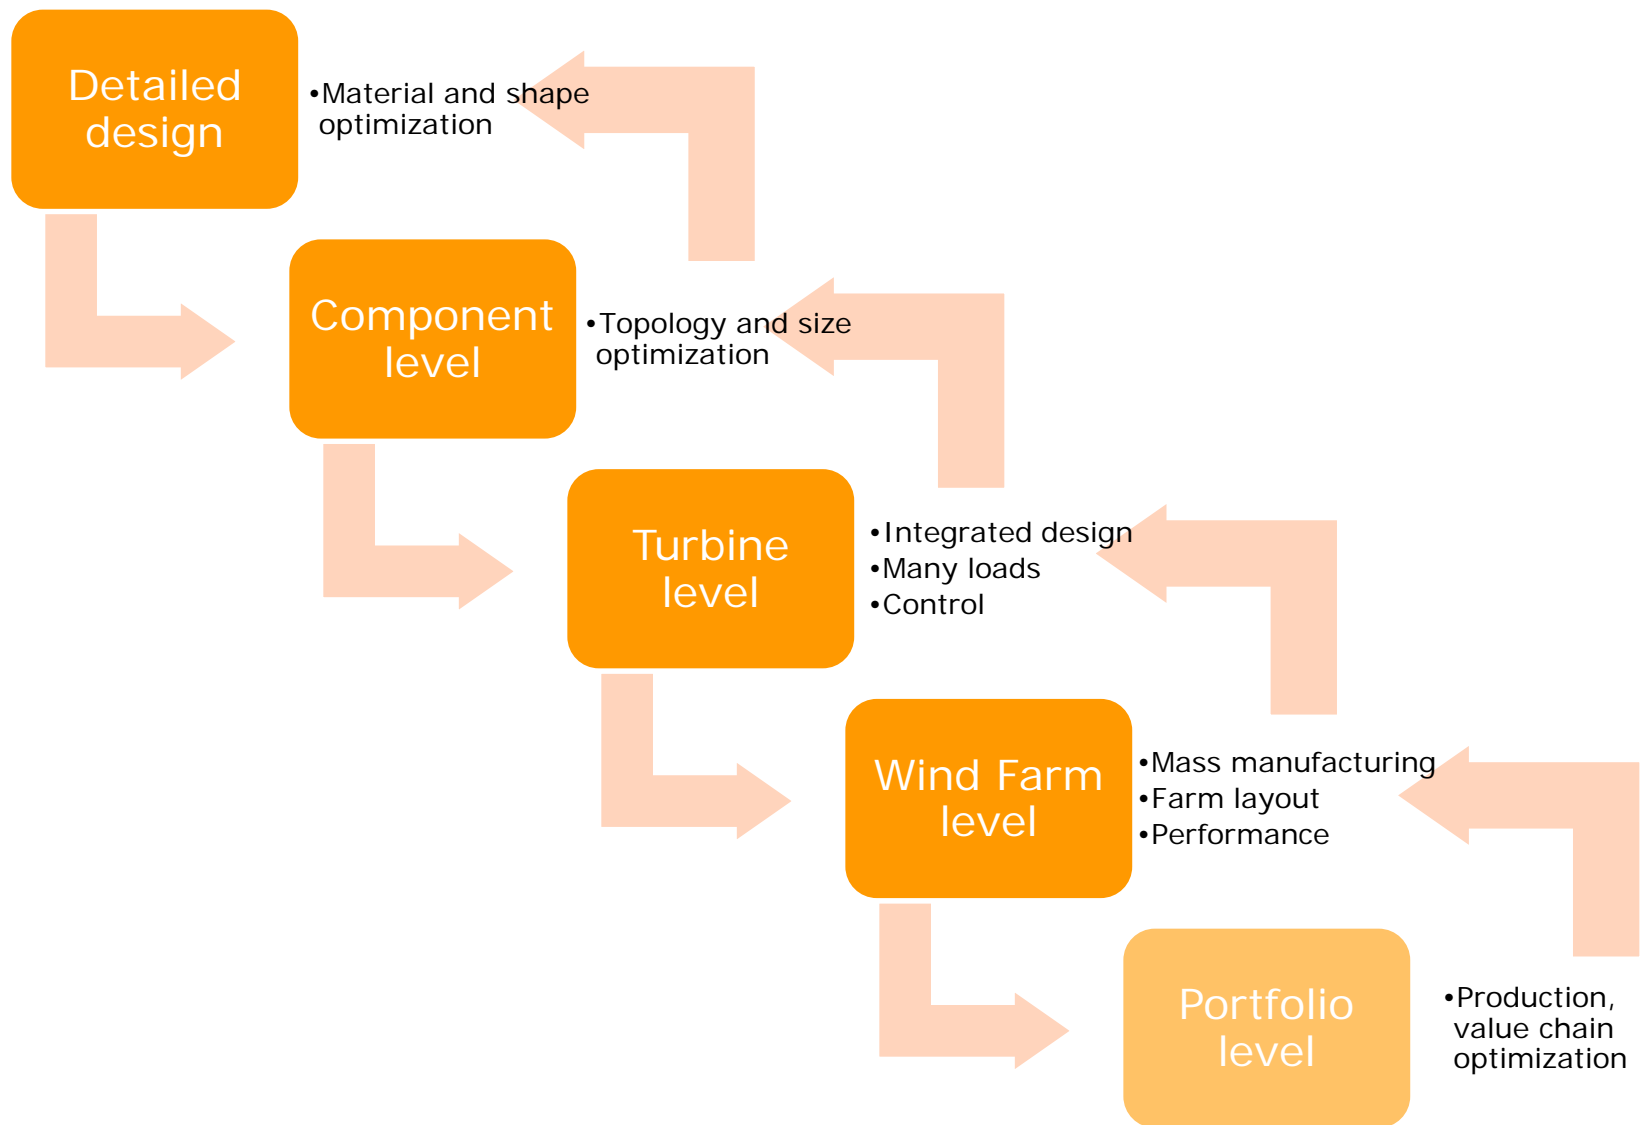 Detailed
design
•Material and shape
optimization
Component
level
•Topology and size
optimization
Turbine
level
•Integrated design
•Many loads
•Control
Wind Farm
level
•Mass manufacturing
•Farm layout
•Performance
Portfolio
level
•Production,
value chain
optimization